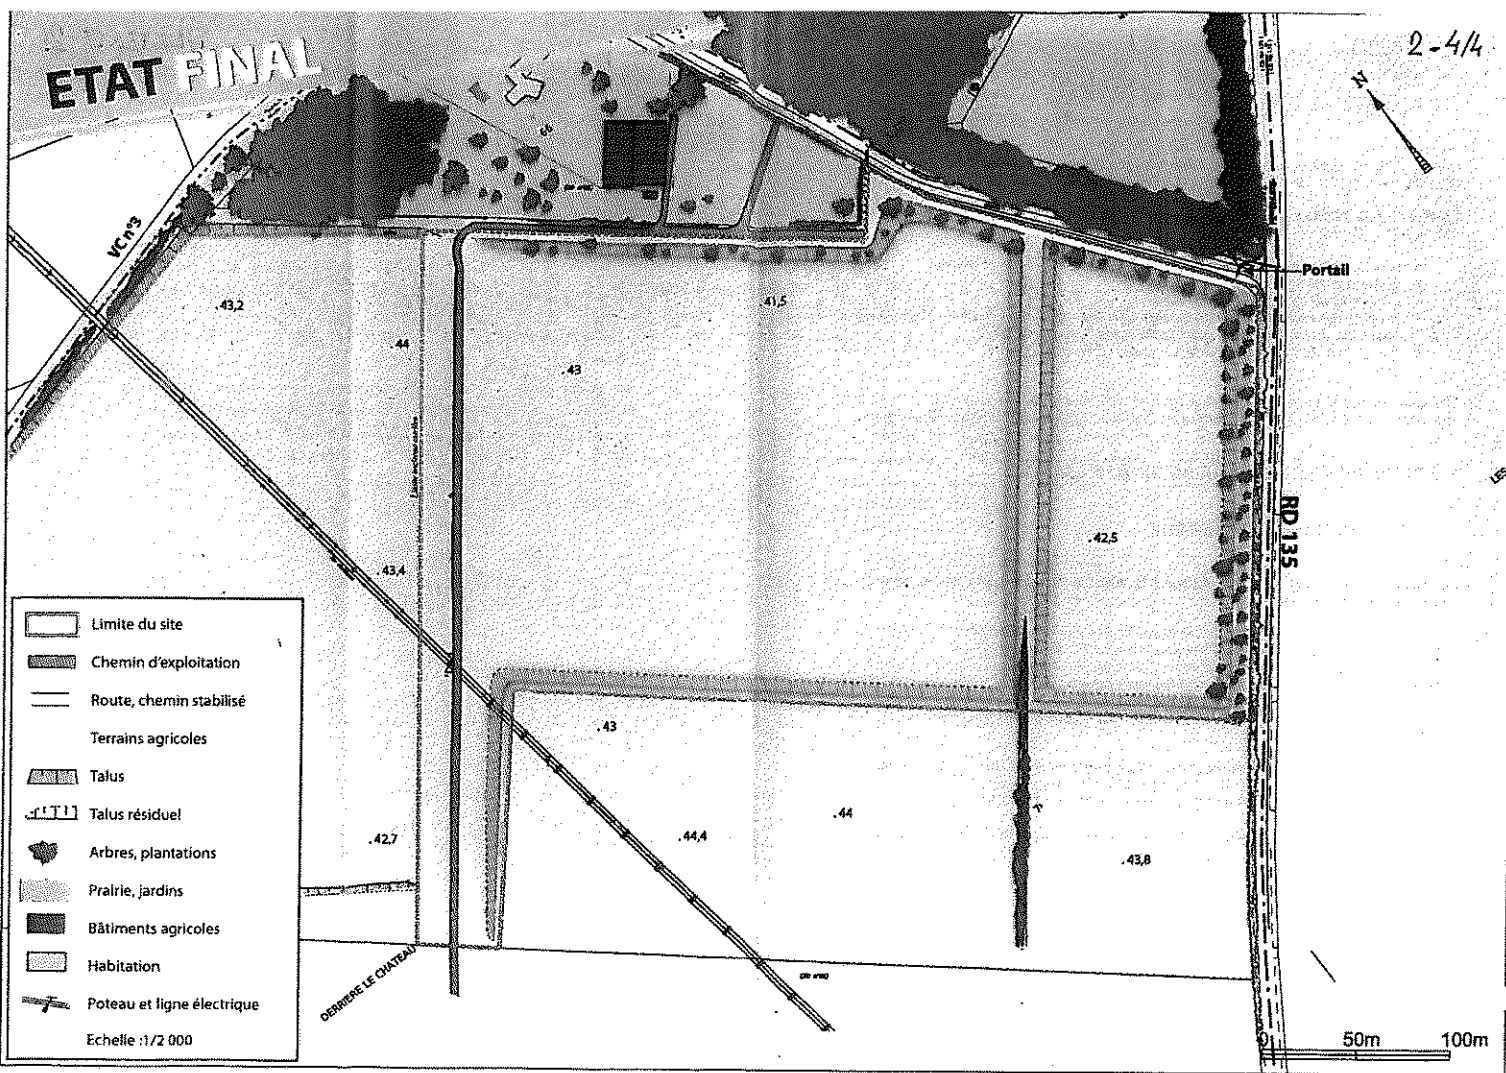 2-4/4
ETAT FINAL
N
VC n°3
Portail
.43,2
.41,5
.44
.43
RD 135
.42,5
.43,4
LES
Limite du site
Chemin d'exploitation
Route, chemin stabilisé
Terrains agricoles
Talus
Talus résiduel
Arbres, plantations
Prairie, jardins
Bâtiments agricoles
Habitation
Poteau et ligne électrique
Echelle :1/2 000
.43
.44
.42,7
.44,4
.43,8
DERRIERE LE CHATEAU
0 50m 100m